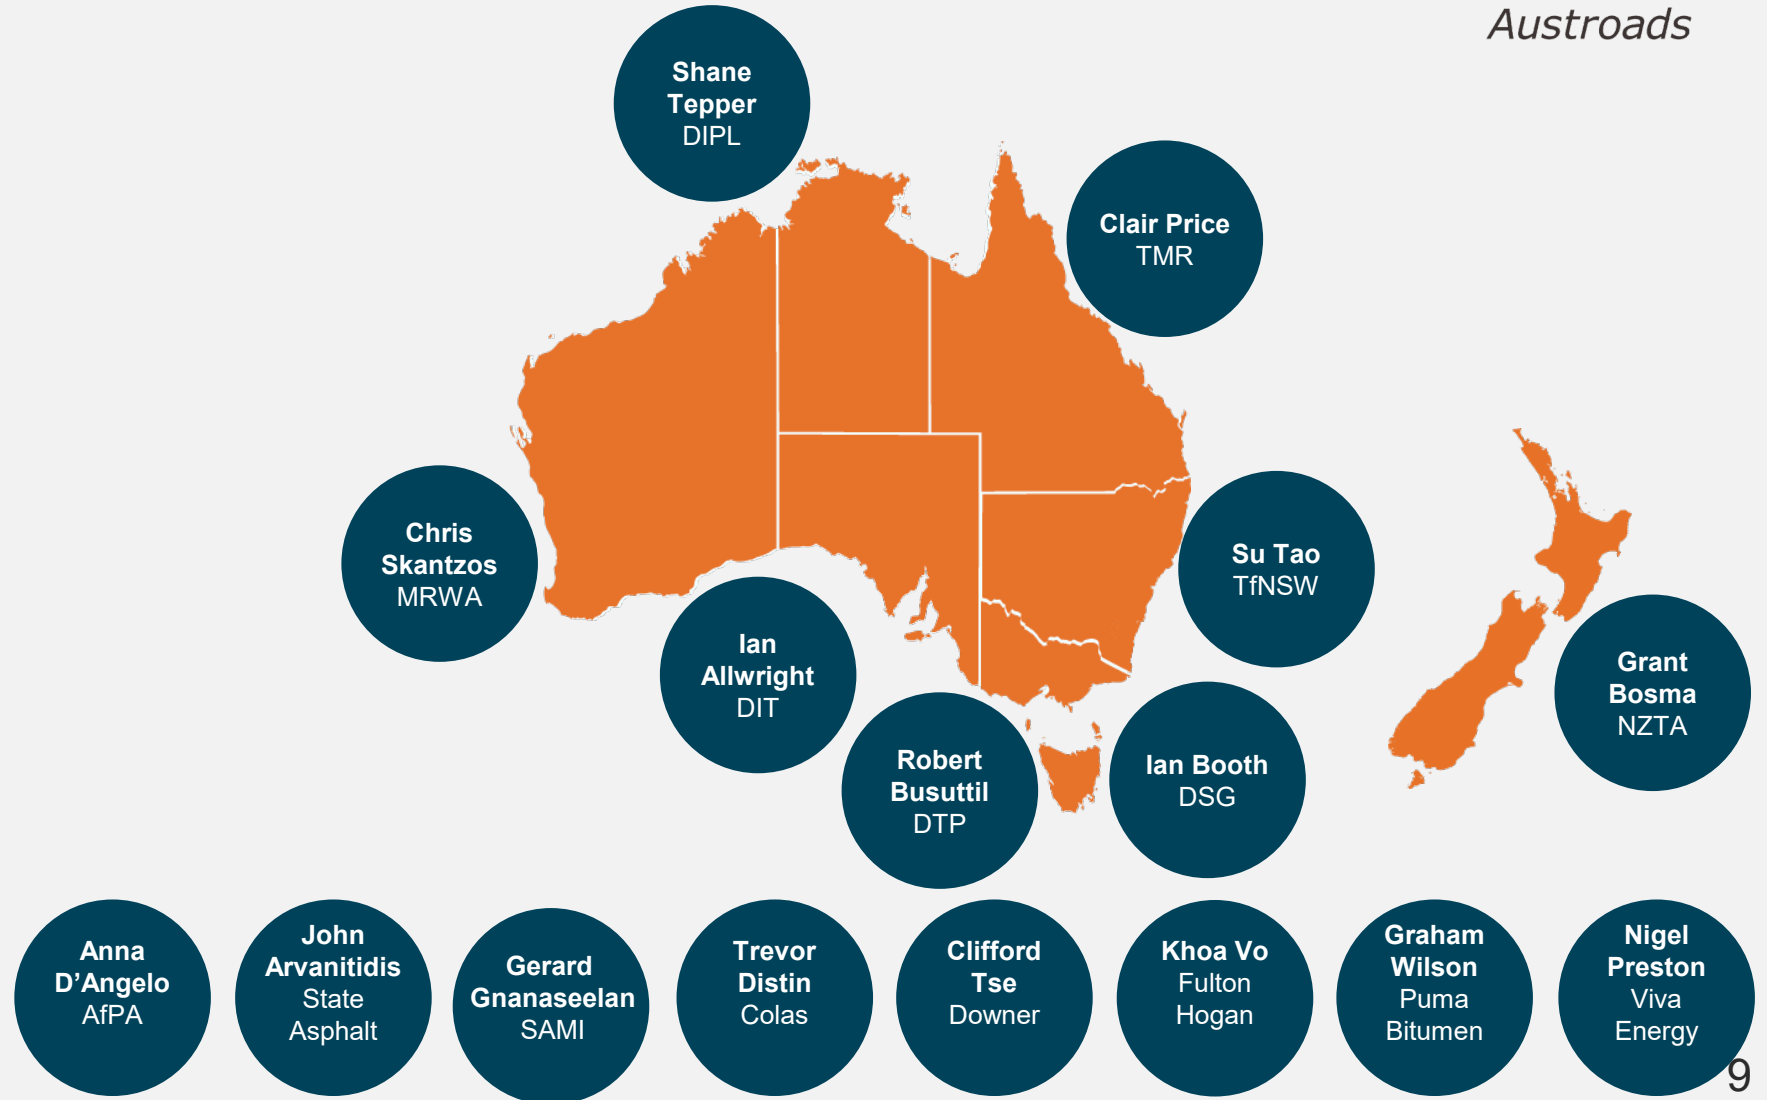 Austroads
Shane
Tepper
DIPL
Clair Price
TMR
Chris
Skantzos
MRWA
Su Tao
TfNSW
Ian
Allwright
DIT
Grant
Bosma
NZTA
Robert
Busuttil
DTP
Ian Booth
DSG
Anna
D’Angelo
AfPA
John
Arvanitidis
State
Asphalt
Gerard
Gnanaseelan
SAMI
Trevor
Distin
Colas
Clifford
Tse
Downer
Khoa Vo
Fulton
Hogan
Graham
Wilson
Puma
Bitumen
Nigel
Preston
Viva
Energy
9